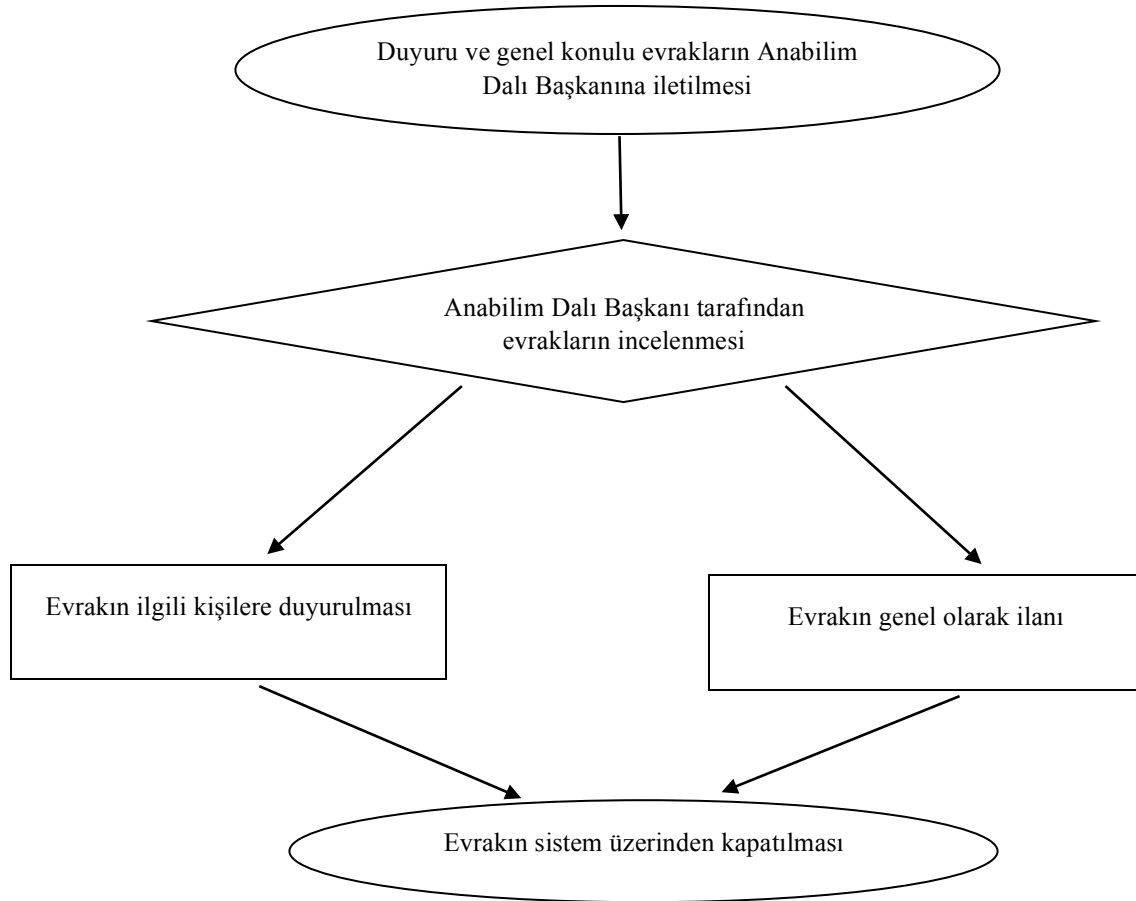 Duyuru ve genel konulu evrakların Anabilim
Dalı Başkanına iletilmesi
Anabilim Dalı Başkanı tarafından
evrakların incelenmesi
Evrakın ilgili kişilere duyurulması
Evrakın genel olarak ilanı
Evrakın sistem üzerinden kapatılması